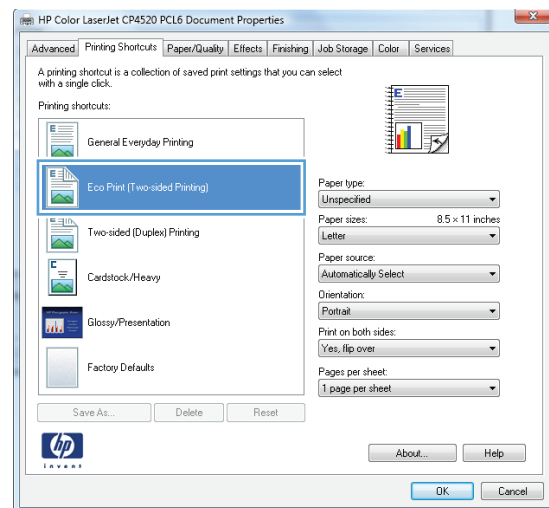 HP Color LaserJet CP4520 PCL6 Document Properties
Advanced Printing Shortcuts Paper/Quality Effects Finishing Job Storage Color Services
A printing shortcut is a collection of saved print settings that you can select
with a single click.
Printing shortcuts:
General Everyday Printing
Eco Print (Two-sided Printing)
Two-sided (Duplex) Printing
Cardstock/Heavy
Glossy/Presentation
Factory Defaults
Paper type:
Unspecified
Paper sizes: 8.5 × 11 inches
Letter
Paper source:
Automatically Select
Orientation:
Portrait
Print on both sides:
Yes, flip over
Pages per sheet:
1 page per sheet
Save As... Delete Reset
hp
invent
About... Help
OK Cancel